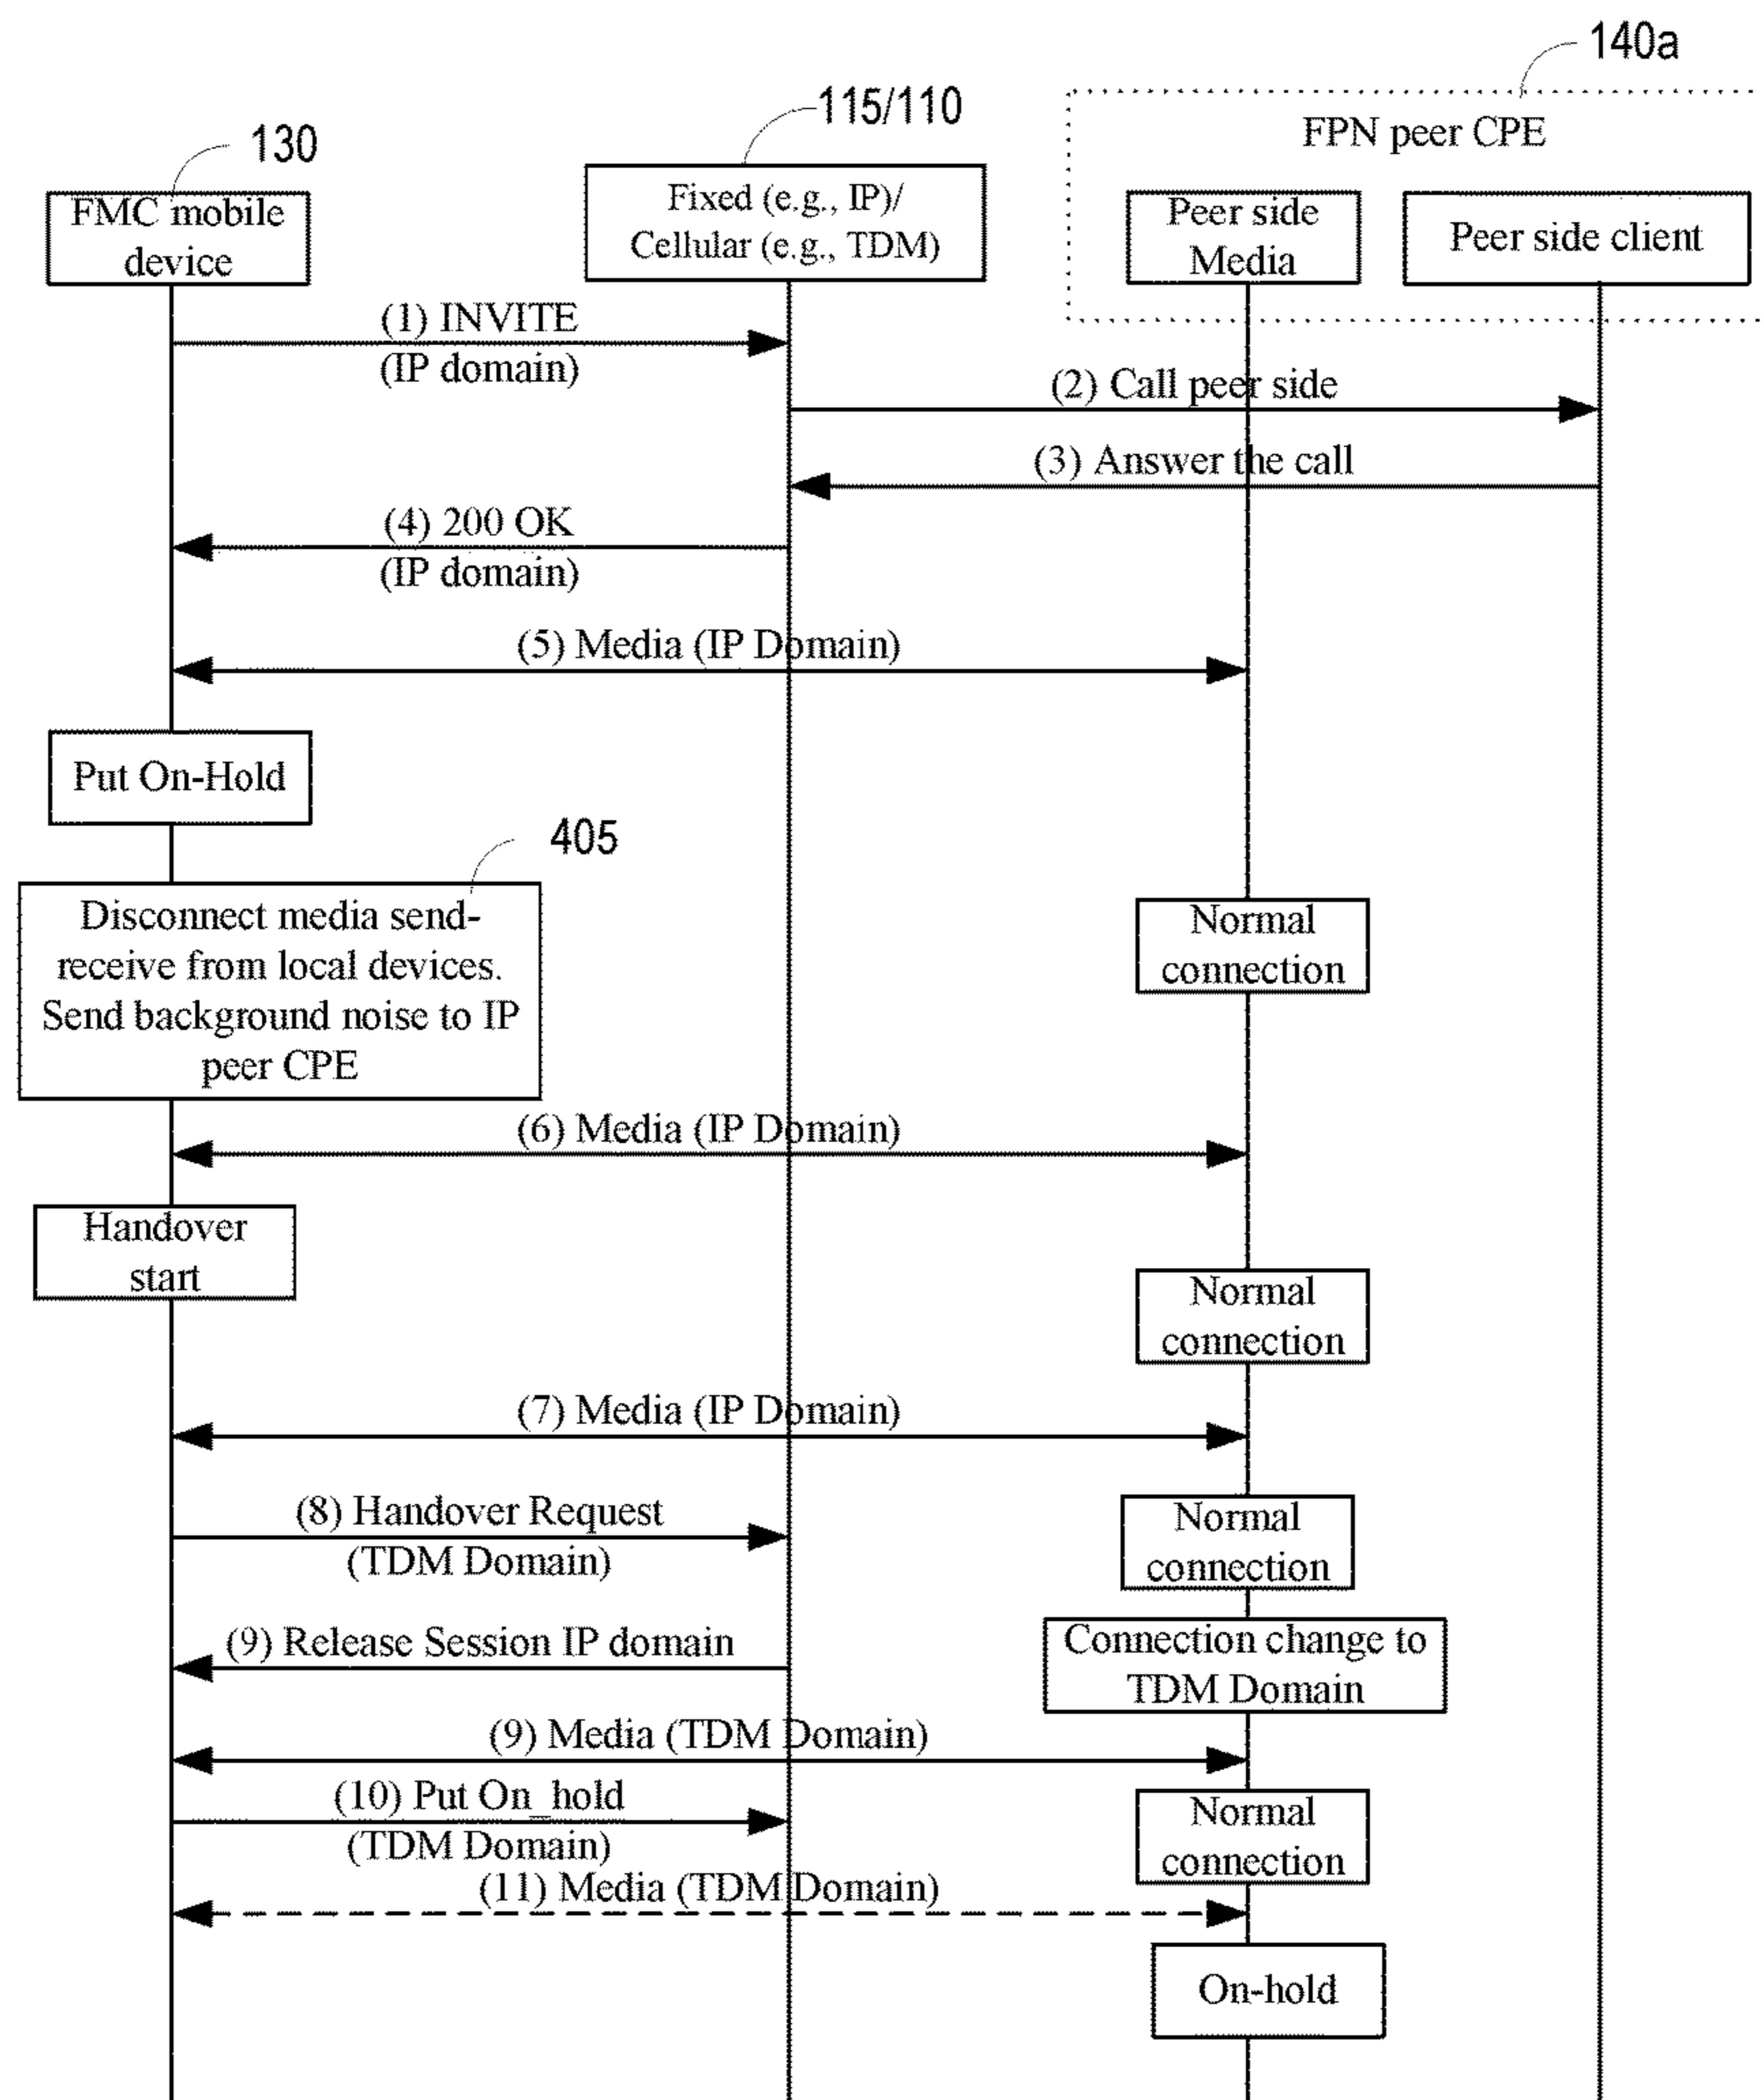 140a
115/110
FPN peer CPE
130
FMC mobile
device
Fixed (e.g., IP)/
Cellular (e.g., TDM)
Peer side
Media
Peer side client
(1) INVITE
(IP domain)
(2) Call peer side
(3) Answer the call
(4) 200 OK
(IP domain)
(5) Media (IP Domain)
Put On-Hold
405
Disconnect media send-
receive from local devices.
Send background noise to IP
peer CPE
Normal
connection
(6) Media (IP Domain)
Handover
start
Normal
connection
(7) Media (IP Domain)
(8) Handover Request
(TDM Domain)
Normal
connection
(9) Release Session IP domain
Connection change to
TDM Domain
(9) Media (TDM Domain)
(10) Put On_hold
(TDM Domain)
Normal
connection
(11) Media (TDM Domain)
On-hold